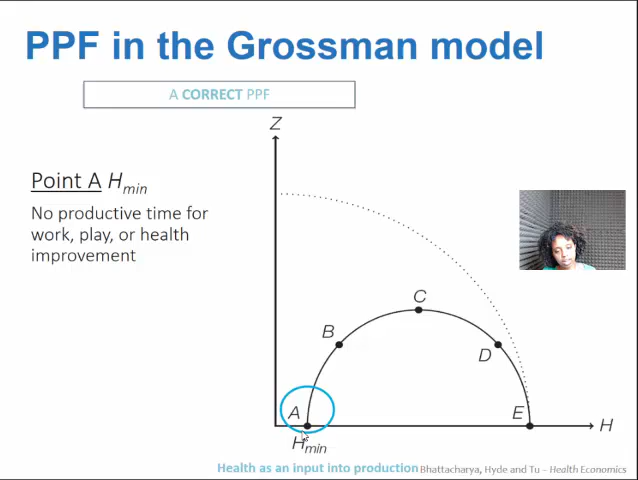 PPF in the Grossman model
A CORRECT PPF
Z
Point A Hmin
No productive time for
work, play, or health
improvement
C
B
D
A
E
H
Hmin
Health as an input into production Bhattacharya, Hyde and Tu – Health Economics